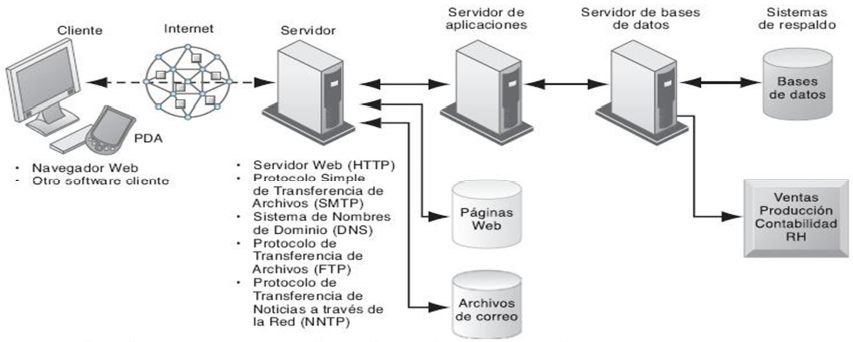 Cliente
Internet
Servidor
Servidor de
aplicaciones
Servidor de bases
de datos
Sistemas
de respaldo
Bases
de datos
PDA
• Navegador Web
- Otro software cliente
• Servidor Web (HTTP)
• Protocolo Simple
de Transferencia de
Archivos (SMTP)
• Sistema de Nombres
de Dominio (DNS)
• Protocolo de
Transferencia de
Archivos (FTP)
• Protocolo de
Transferencia de
Noticias a través de
la Red (NNTP)
Páginas
Web
Archivos
de correo
Ventas
Producción
Contabilidad
RH